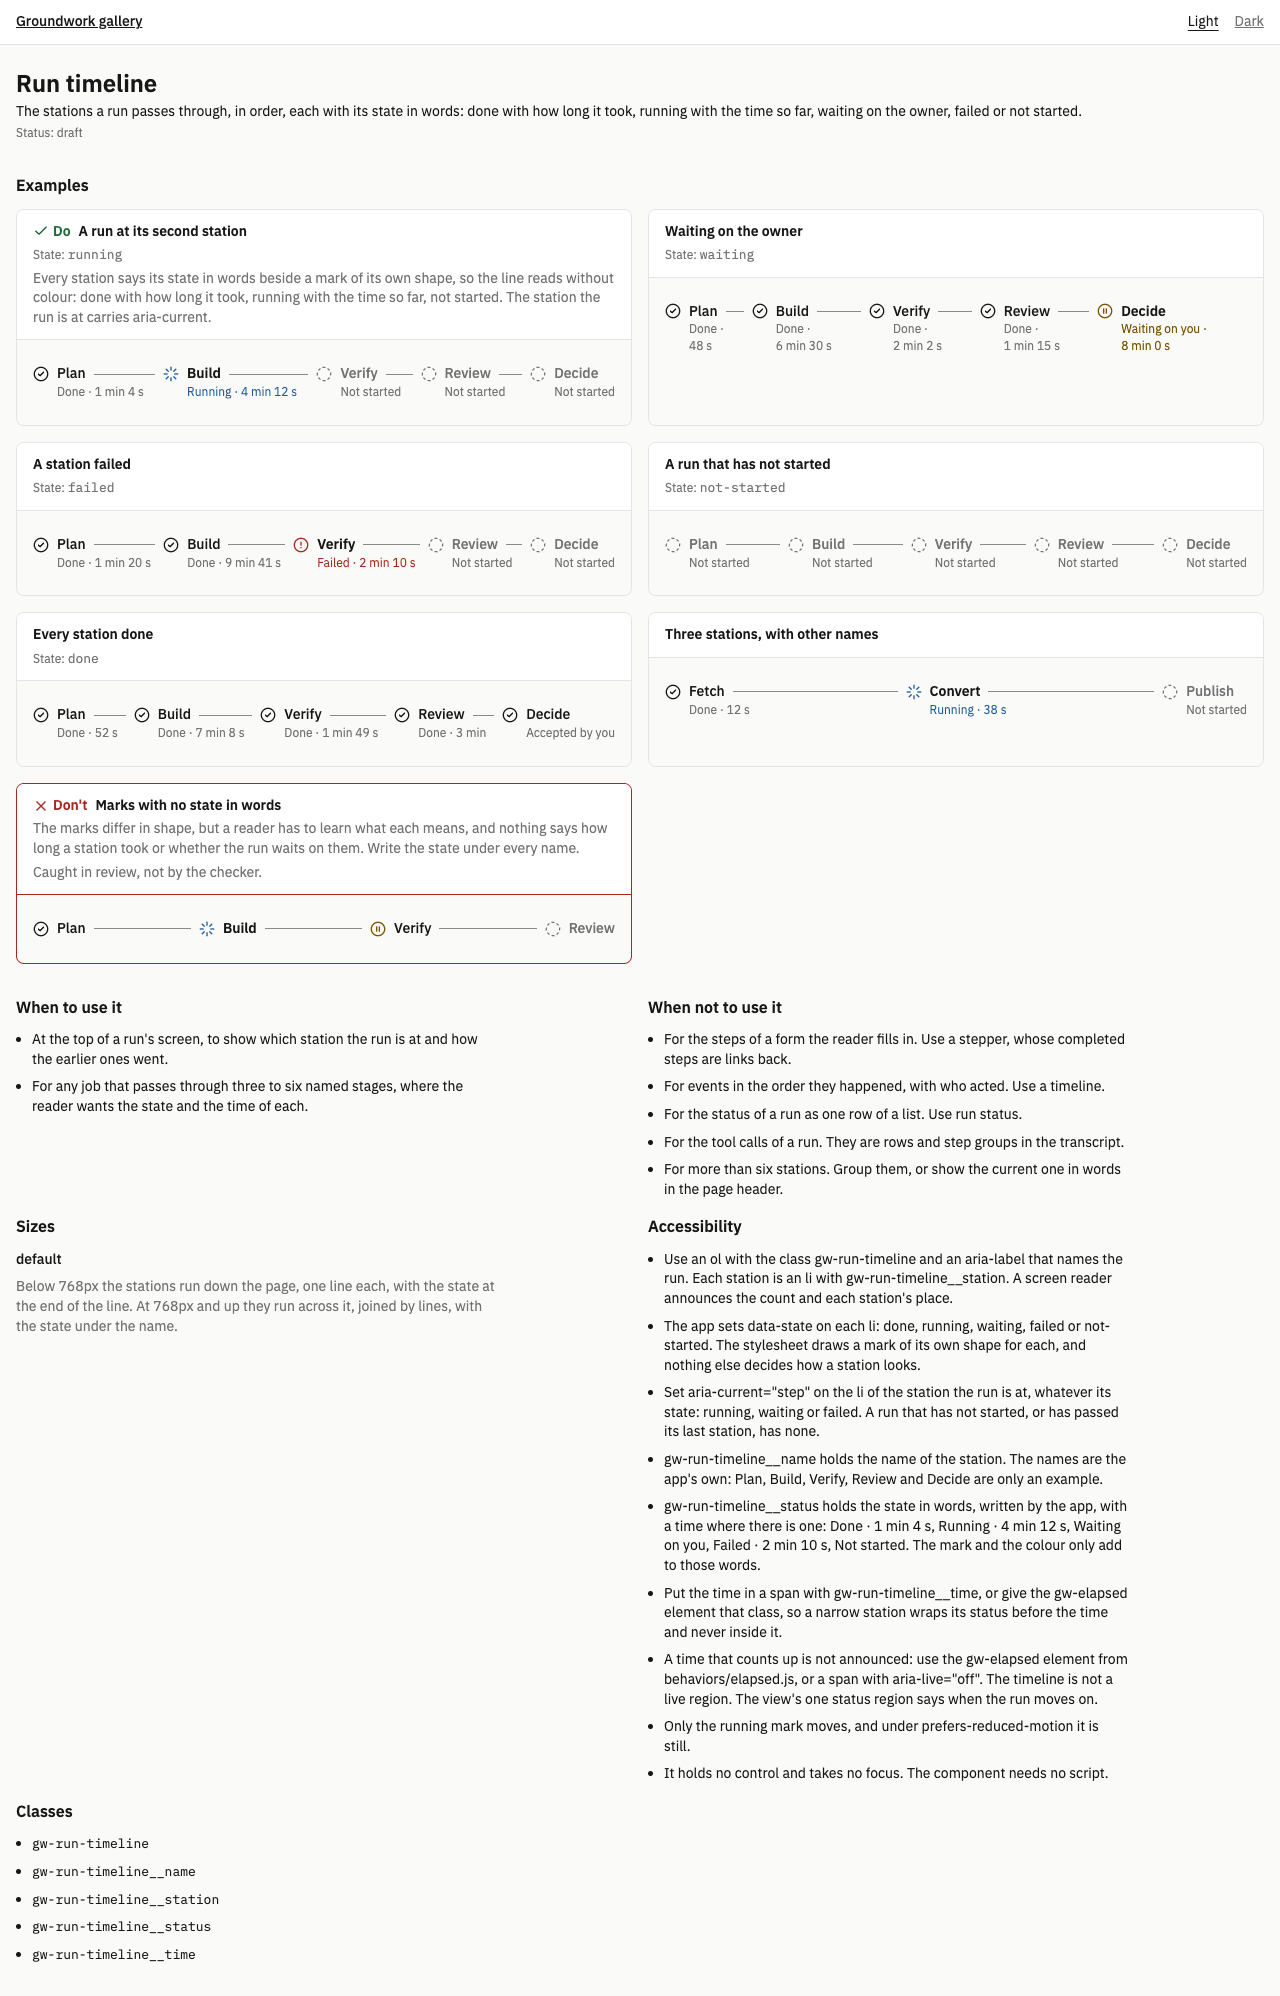 Groundwork gallery
Light Dark
Run timeline
The stations a run passes through, in order, each with its state in words: done with how long it took, running with the time so far, waiting on the owner, failed or not started.
Status: draft
Examples
Do A run at its second station
State: running
Every station says its state in words beside a mark of its own shape, so the line reads without
colour: done with how long it took, running with the time so far, not started. The station the
run is at carries aria-current.
Plan Build Verify Review Decide
Done · 1 min 4 s Running · 4 min 12 s Not started Not started Not started
Waiting on the owner
State: waiting
Plan Build Verify Review Decide
Done · Done · Done · Done · Waiting on you ·
48 s 6 min 30 s 2 min 2 s 1 min 15 s 8 min 0 s
A station failed
State: failed
Plan Build Verify Review Decide
Done · 1 min 20 s Done · 9 min 41 s Failed · 2 min 10 s Not started Not started
A run that has not started
State: not-started
Plan Build Verify Review Decide
Not started Not started Not started Not started Not started
Every station done
State: done
Plan Build Verify Review Decide
Done · 52 s Done · 7 min 8 s Done · 1 min 49 s Done · 3 min Accepted by you
Three stations, with other names
Fetch Convert Publish
Done · 12 s Running · 38 s Not started
Don't Marks with no state in words
The marks differ in shape, but a reader has to learn what each means, and nothing says how
long a station took or whether the run waits on them. Write the state under every name.
Caught in review, not by the checker.
Plan Build Verify Review
When to use it
• At the top of a run's screen, to show which station the run is at and how
the earlier ones went.
• For any job that passes through three to six named stages, where the
reader wants the state and the time of each.
When not to use it
• For the steps of a form the reader fills in. Use a stepper, whose completed
steps are links back.
• For events in the order they happened, with who acted. Use a timeline.
• For the status of a run as one row of a list. Use run status.
• For the tool calls of a run. They are rows and step groups in the transcript.
• For more than six stations. Group them, or show the current one in words
in the page header.
Sizes
default
Below 768px the stations run down the page, one line each, with the state at
the end of the line. At 768px and up they run across it, joined by lines, with
the state under the name.
Accessibility
• Use an ol with the class gw-run-timeline and an aria-label that names the
run. Each station is an li with gw-run-timeline__station. A screen reader
announces the count and each station's place.
• The app sets data-state on each li: done, running, waiting, failed or not-
started. The stylesheet draws a mark of its own shape for each, and
nothing else decides how a station looks.
• Set aria-current="step" on the li of the station the run is at, whatever its
state: running, waiting or failed. A run that has not started, or has passed
its last station, has none.
• gw-run-timeline__name holds the name of the station. The names are the
app's own: Plan, Build, Verify, Review and Decide are only an example.
• gw-run-timeline__status holds the state in words, written by the app, with
a time where there is one: Done · 1 min 4 s, Running · 4 min 12 s, Waiting
on you, Failed · 2 min 10 s, Not started. The mark and the colour only add
to those words.
• Put the time in a span with gw-run-timeline__time, or give the gw-elapsed
element that class, so a narrow station wraps its status before the time
and never inside it.
• A time that counts up is not announced: use the gw-elapsed element from
behaviors/elapsed.js, or a span with aria-live="off". The timeline is not a
live region. The view's one status region says when the run moves on.
• Only the running mark moves, and under prefers-reduced-motion it is
still.
• It holds no control and takes no focus. The component needs no script.
Classes
• gw-run-timeline
• gw-run-timeline__name
• gw-run-timeline__station
• gw-run-timeline__status
• gw-run-timeline__time